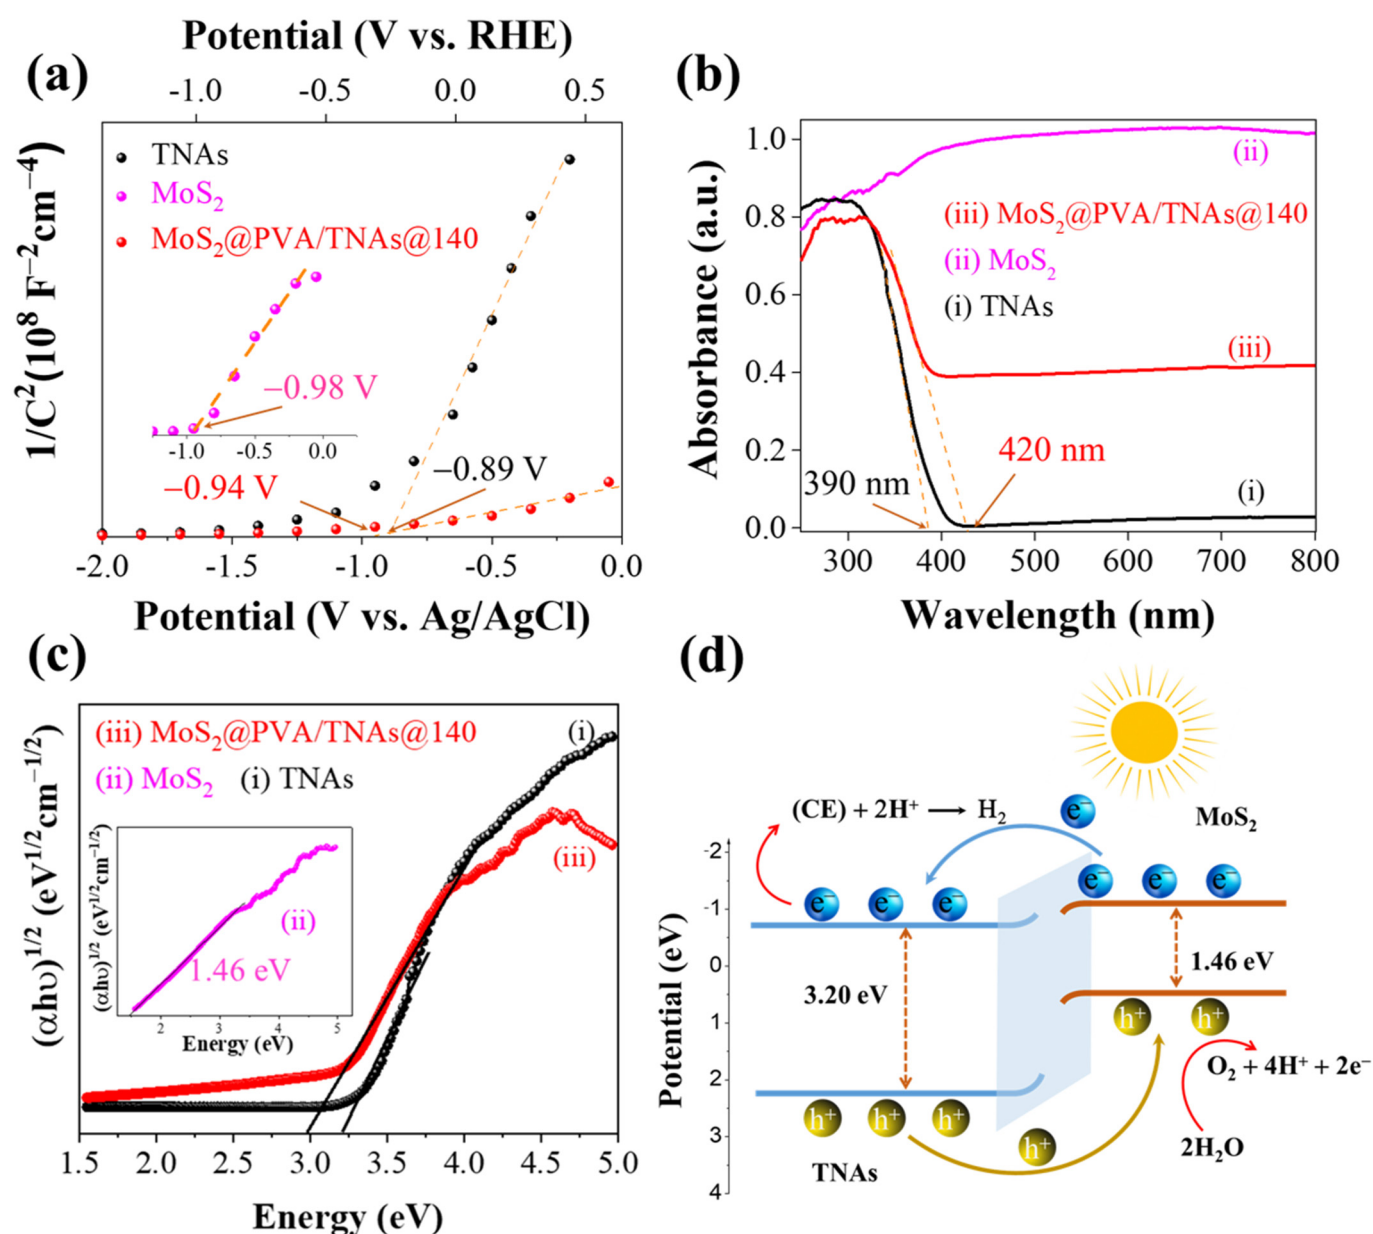 (a)
Potential (V vs. RHE)
-1.0 -0.5 0.0 0.5
1/C²(10⁸ F⁻²cm⁻⁴)
TNAs
MoS₂
MoS₂@PVA/TNAs@140
−0.98 V
-1.0 -0.5 0.0
−0.94 V
−0.89 V
-2.0 -1.5 -1.0 -0.5 0.0
Potential (V vs. Ag/AgCl)
(b)
Absorbance (a.u.)
1.0
0.8
0.6
0.4
0.2
0.0
(ii)
(iii) MoS₂@PVA/TNAs@140
(ii) MoS₂
(i) TNAs
(iii)
420 nm
390 nm
(i)
300 400 500 600 700 800
Wavelength (nm)
(c)
(αhυ)¹/² (eV¹/²cm⁻¹/²)
(iii) MoS₂@PVA/TNAs@140
(ii) MoS₂ (i) TNAs
(i)
(iii)
(αhυ)¹/² (eV¹/²cm⁻¹/²)
(ii)
1.46 eV
2 3 4 5
Energy (eV)
1.5 2.0 2.5 3.0 3.5 4.0 4.5 5.0
Energy (eV)
(d)
(CE) + 2H⁺ → H₂
e⁻
MoS₂
Potential (eV)
-2
-1
0
1
2
3
4
e⁻ e⁻ e⁻
e⁻ e⁻ e⁻
3.20 eV
1.46 eV
h⁺ h⁺
O₂ + 4H⁺ + 2e⁻
h⁺ h⁺ h⁺
h⁺
2H₂O
TNAs